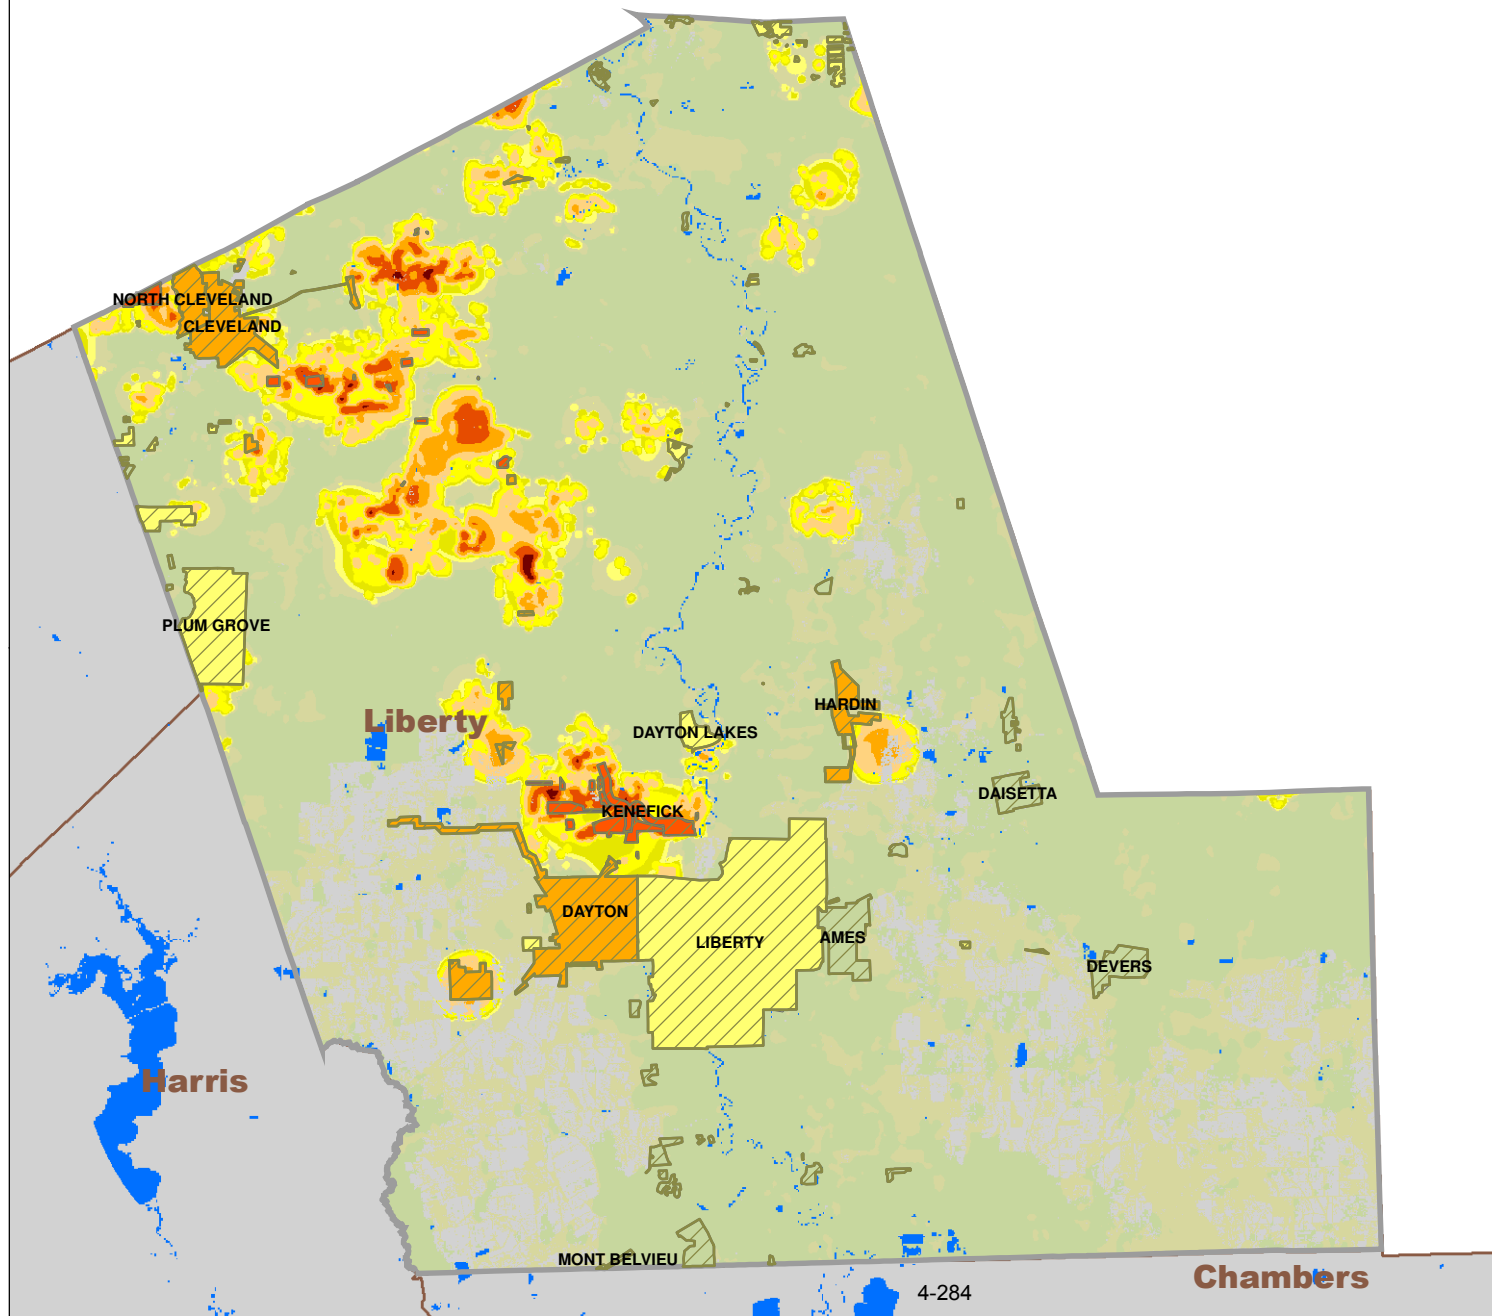 NORTH CLEVELAND
CLEVELAND
PLUM GROVE
Liberty
DAYTON LAKES
HARDIN
DAISETTA
KENEFICK
DAYTON
LIBERTY
AMES
DEVERS
Harris
MONT BELVIEU
Chambers
4-284